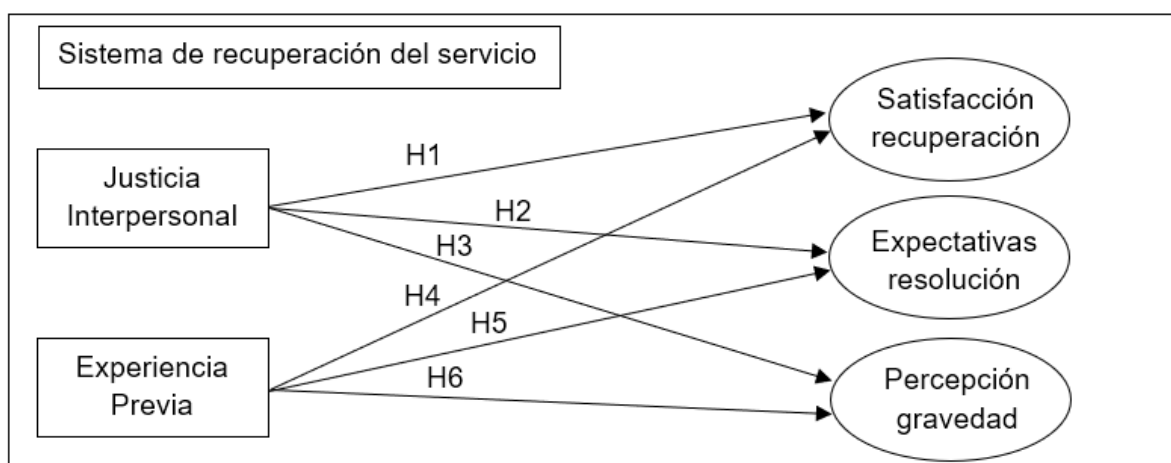 Sistema de recuperación del servicio
Satisfacción
recuperación
Justicia
Interpersonal
H1
H2
H3
Expectativas
resolución
H4
H5
H6
Experiencia
Previa
Percepción
gravedad